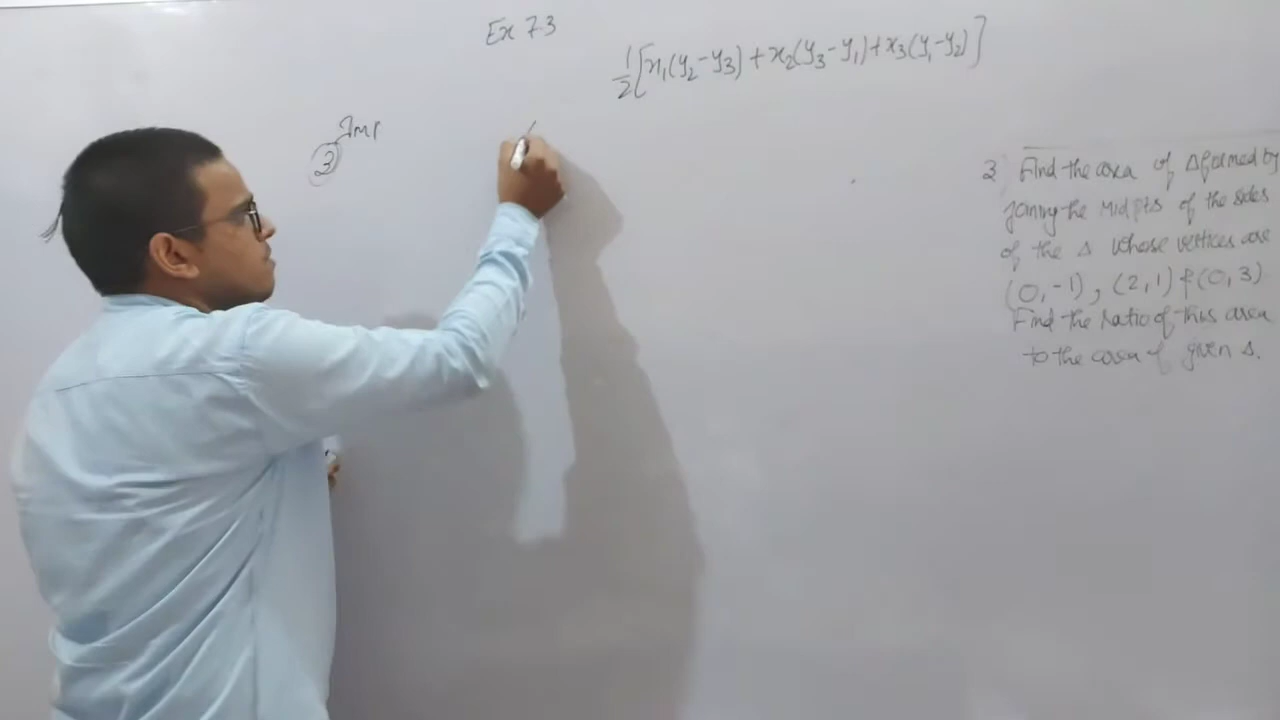 Ex 7.3
1/2[x₁(y₂-y₃)+x₂(y₃-y₁)+x₃(y₁-y₂)]
Imp
3
3 Find the area of Δ formed by
joining the Mid pts of the sides
of the Δ whose vertices are
(0,-1), (2,1) & (0,3)
Find the Ratio of this area
to the area of given Δ.